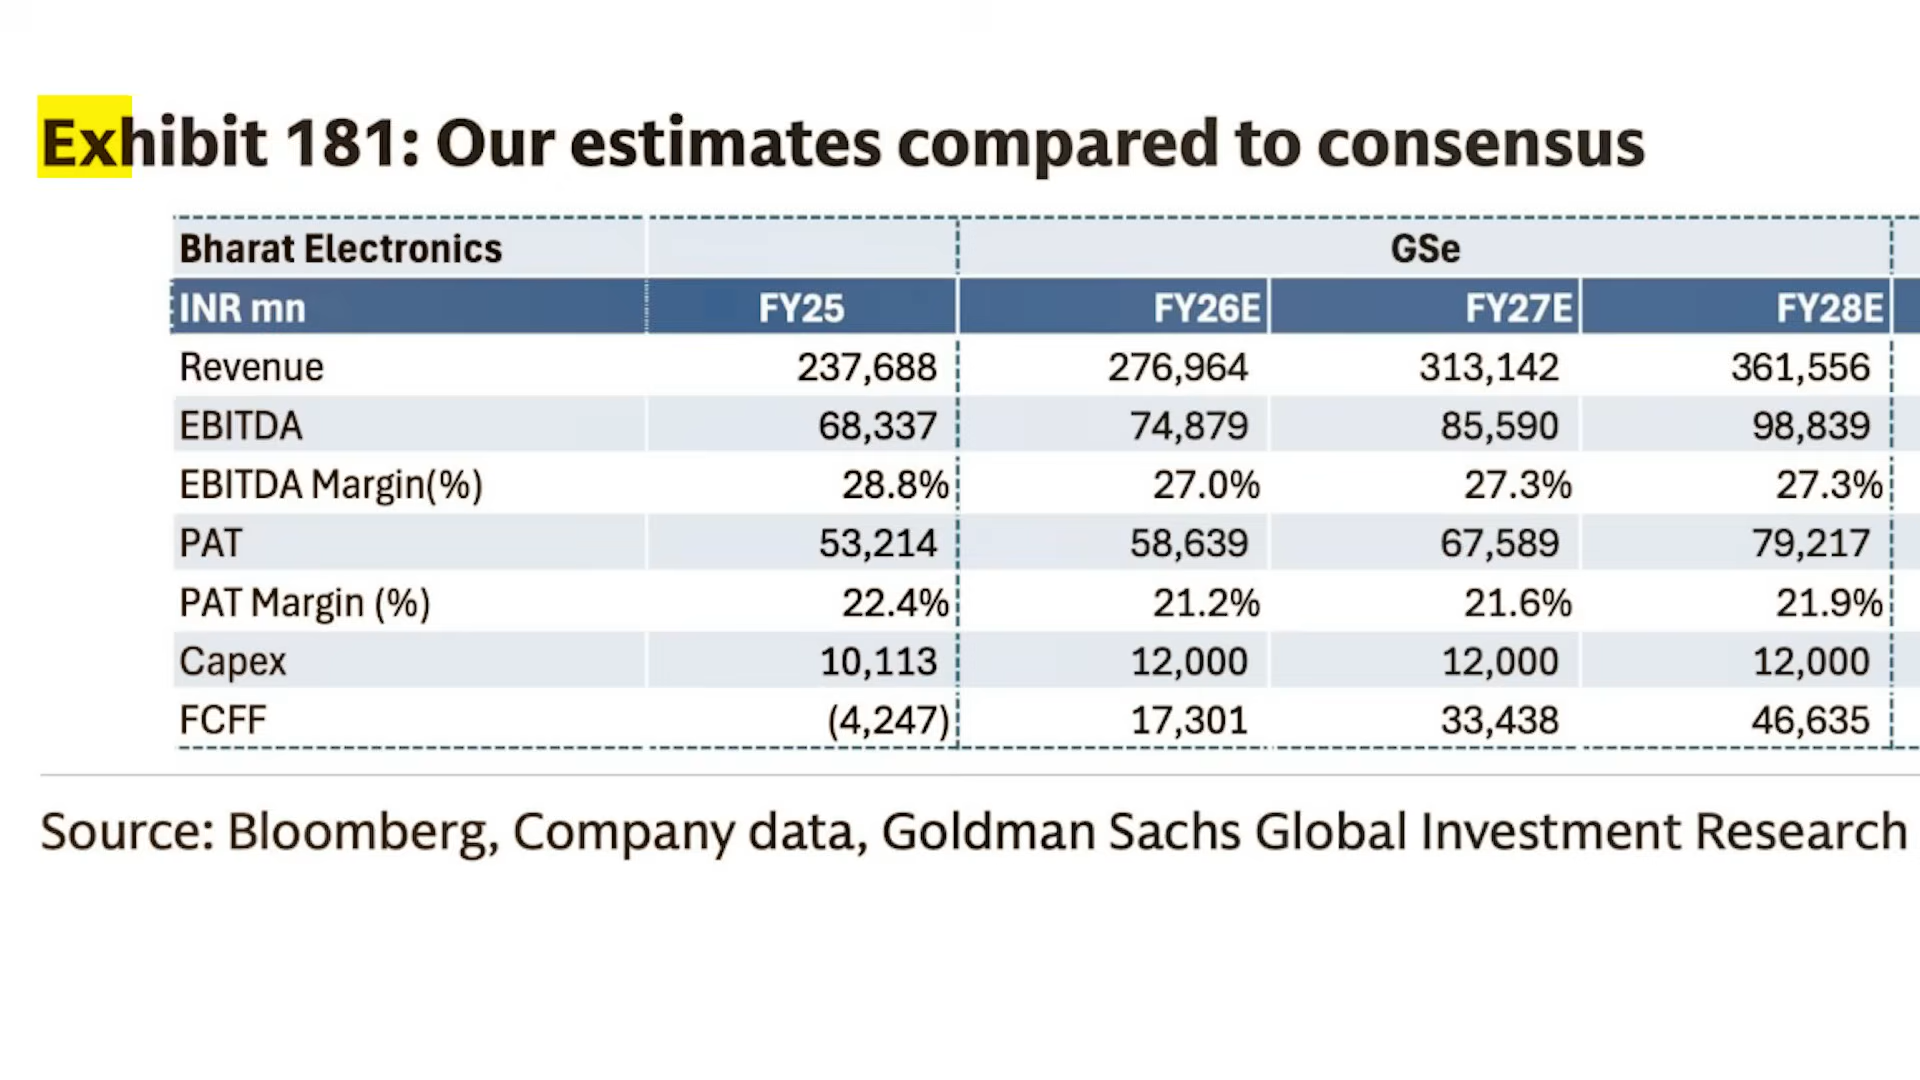 Exhibit 181: Our estimates compared to consensus
Bharat Electronics GSe
INR mn FY25 FY26E FY27E FY28E
Revenue 237,688 276,964 313,142 361,556
EBITDA 68,337 74,879 85,590 98,839
EBITDA Margin(%) 28.8% 27.0% 27.3% 27.3%
PAT 53,214 58,639 67,589 79,217
PAT Margin (%) 22.4% 21.2% 21.6% 21.9%
Capex 10,113 12,000 12,000 12,000
FCFF (4,247) 17,301 33,438 46,635
Source: Bloomberg, Company data, Goldman Sachs Global Investment Research